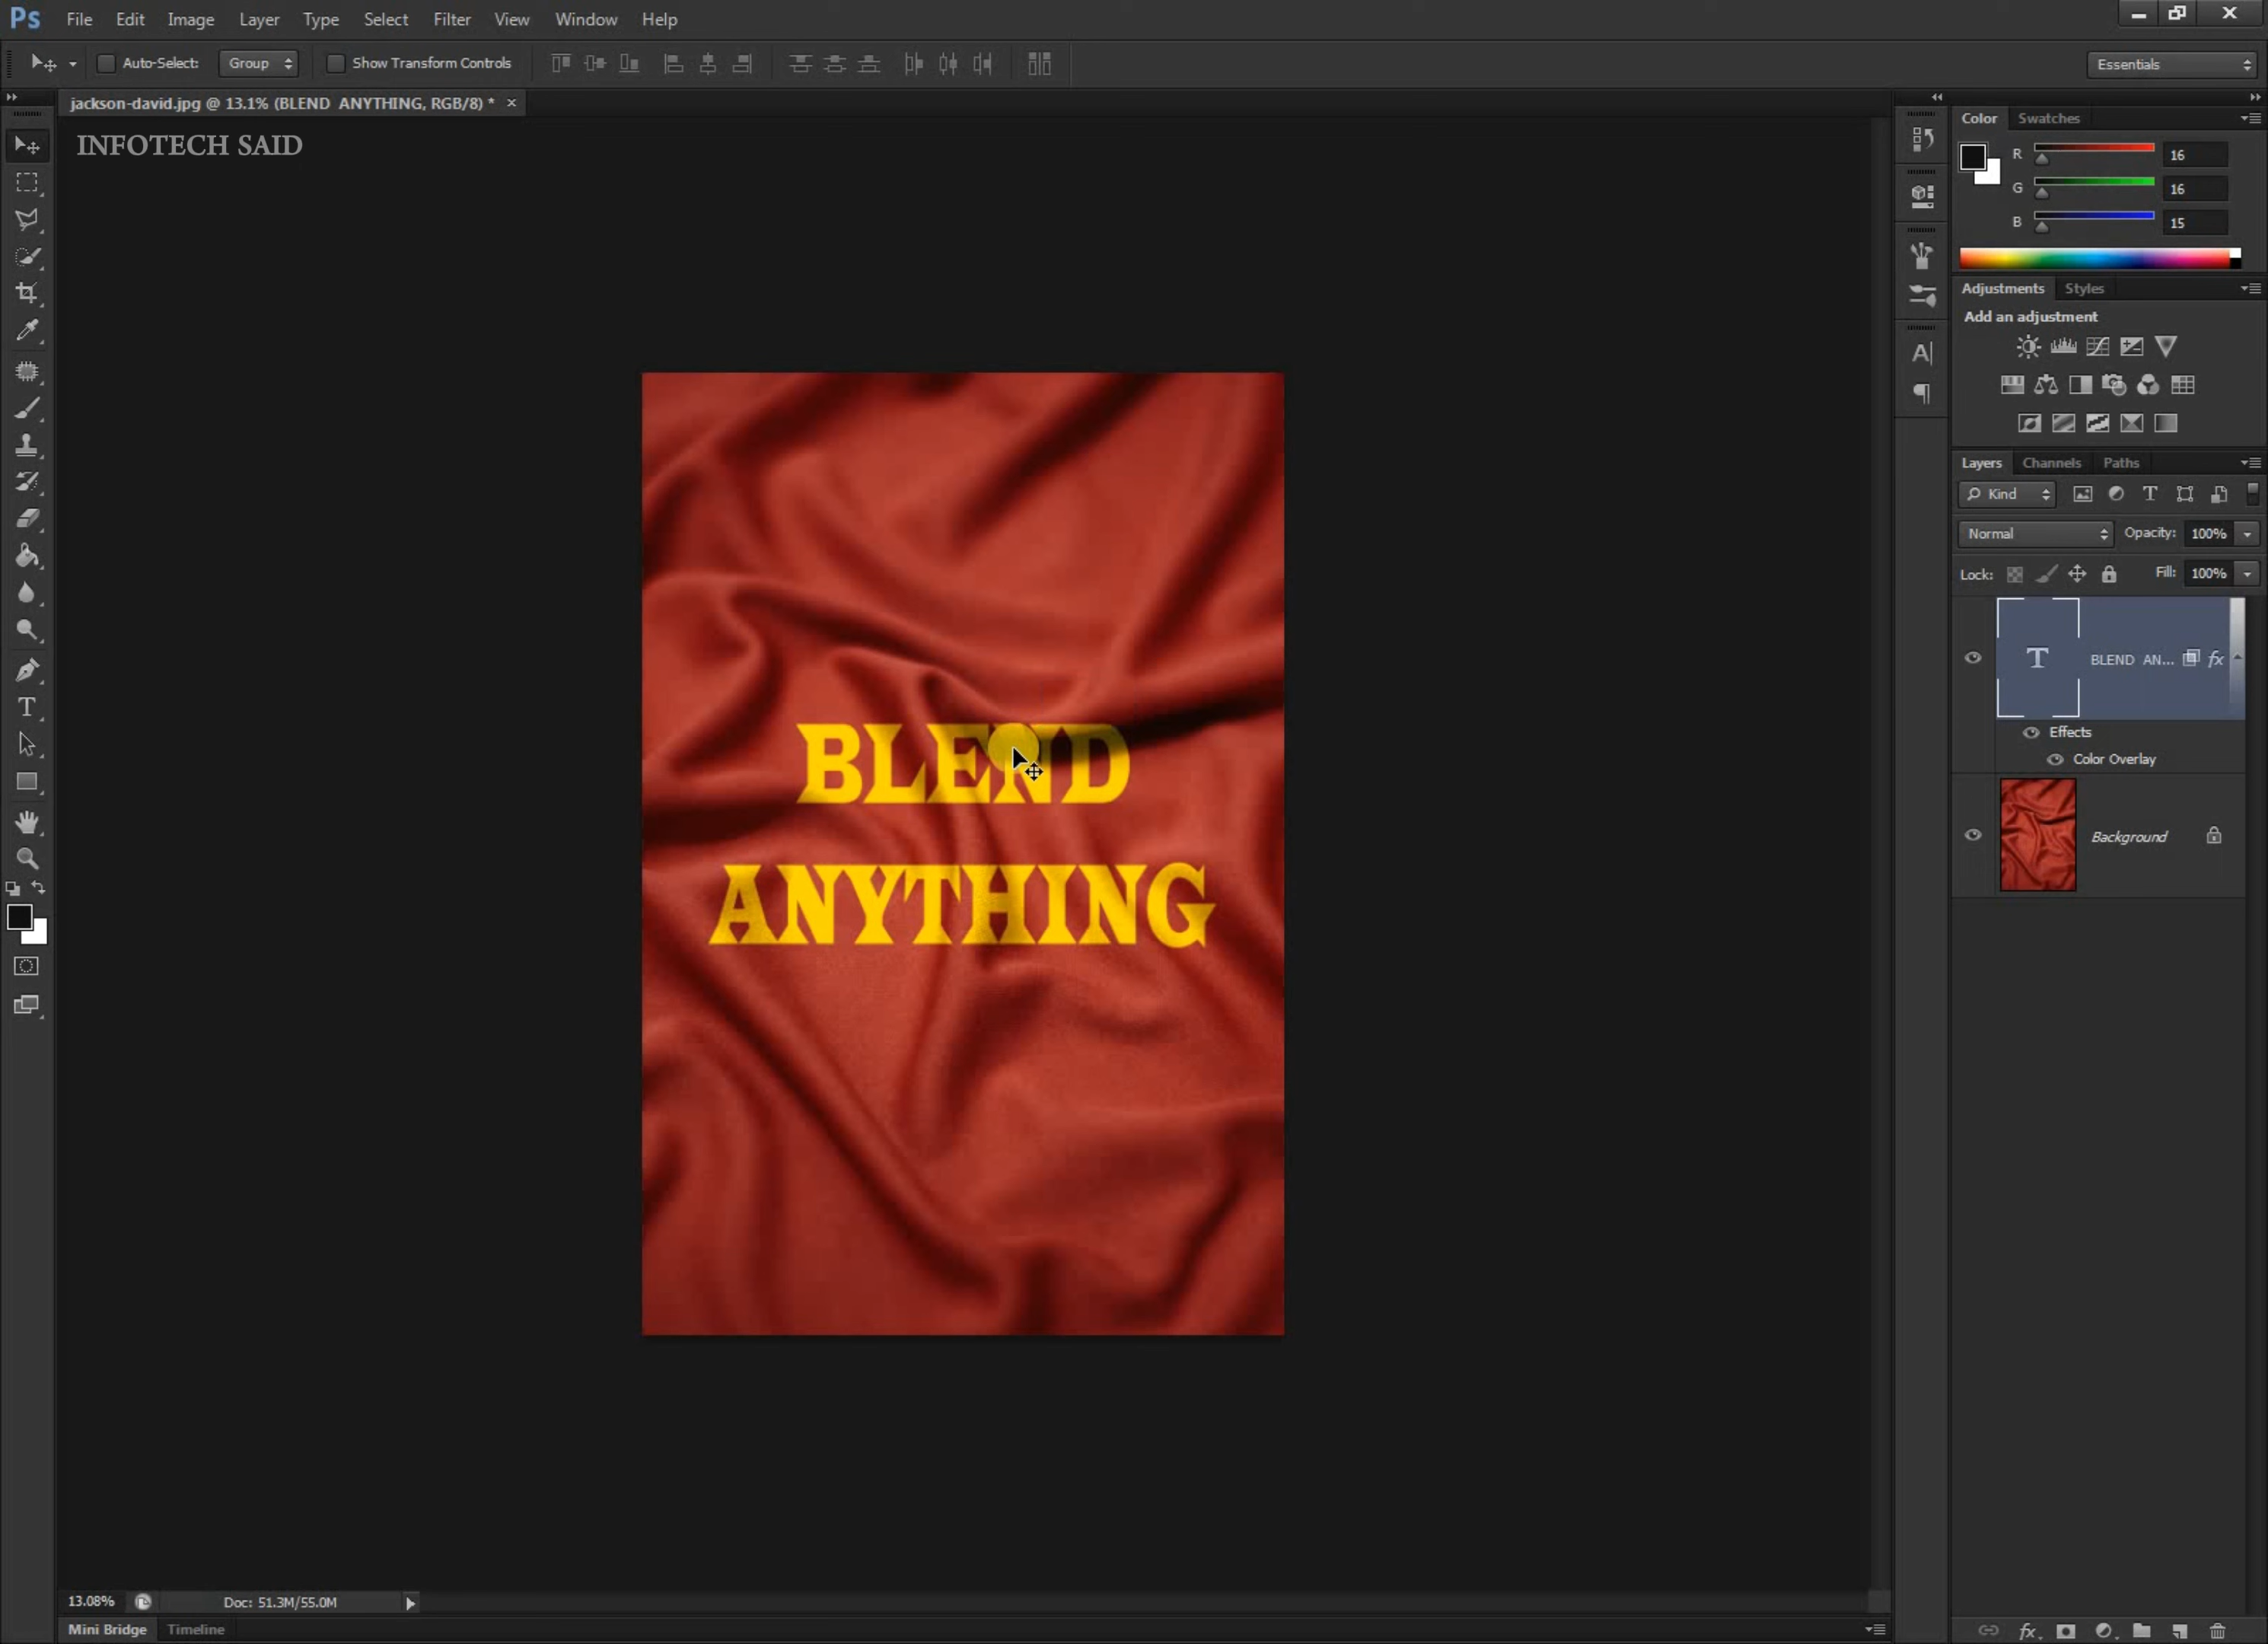 Ps File Edit Image Layer Type Select Filter View Window Help
Auto-Select: Group Show Transform Controls Essentials
jackson-david.jpg @ 13.1% (BLEND ANYTHING, RGB/8) * ×
INFOTECH SAID
BLEND
ANYTHING
Color Swatches
R 16
G 16
B 15
Adjustments Styles
Add an adjustment
Layers Channels Paths
Kind
Normal Opacity: 100%
Lock: Fill: 100%
T BLEND AN... fx
Effects
Color Overlay
Background
13.08% Doc: 51.3M/55.0M
Mini Bridge Timeline